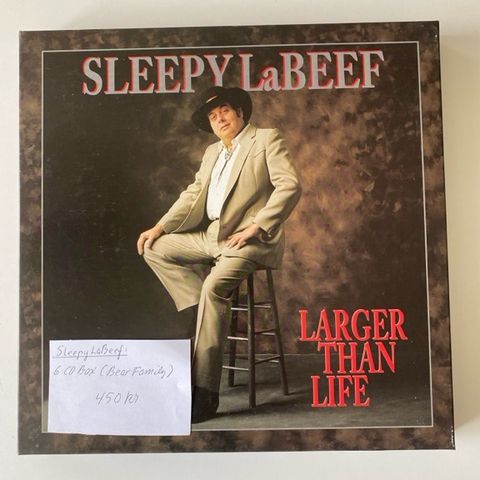 SLEEPY LaBEEF
LARGER
THAN
LIFE
Sleepy LaBeef:
6 CD Box (Bear Family)
450 kr